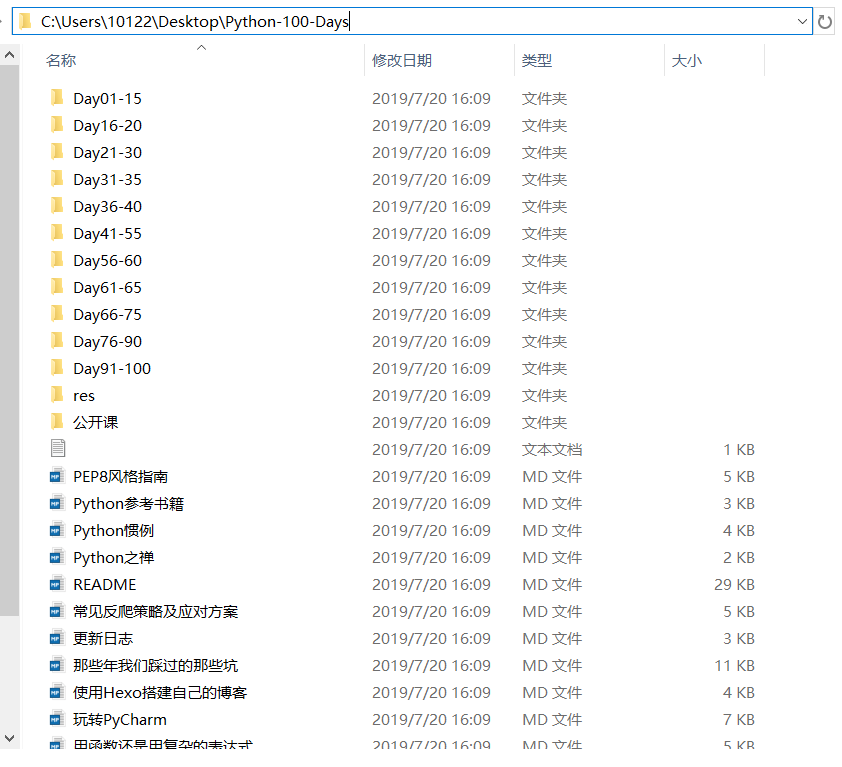 C:\Users\10122\Desktop\Python-100-Days
名称 修改日期 类型 大小
Day01-15 2019/7/20 16:09 文件夹
Day16-20 2019/7/20 16:09 文件夹
Day21-30 2019/7/20 16:09 文件夹
Day31-35 2019/7/20 16:09 文件夹
Day36-40 2019/7/20 16:09 文件夹
Day41-55 2019/7/20 16:09 文件夹
Day56-60 2019/7/20 16:09 文件夹
Day61-65 2019/7/20 16:09 文件夹
Day66-75 2019/7/20 16:09 文件夹
Day76-90 2019/7/20 16:09 文件夹
Day91-100 2019/7/20 16:09 文件夹
res 2019/7/20 16:09 文件夹
公开课 2019/7/20 16:09 文件夹
2019/7/20 16:09 文本文档 1 KB
PEP8风格指南 2019/7/20 16:09 MD 文件 5 KB
Python参考书籍 2019/7/20 16:09 MD 文件 3 KB
Python惯例 2019/7/20 16:09 MD 文件 4 KB
Python之禅 2019/7/20 16:09 MD 文件 2 KB
README 2019/7/20 16:09 MD 文件 29 KB
常见反爬策略及应对方案 2019/7/20 16:09 MD 文件 5 KB
更新日志 2019/7/20 16:09 MD 文件 3 KB
那些年我们踩过的那些坑 2019/7/20 16:09 MD 文件 11 KB
使用Hexo搭建自己的博客 2019/7/20 16:09 MD 文件 4 KB
玩转PyCharm 2019/7/20 16:09 MD 文件 7 KB
用函数还是用复杂的表达式 2019/7/20 16:09 MD 文件 5 KB